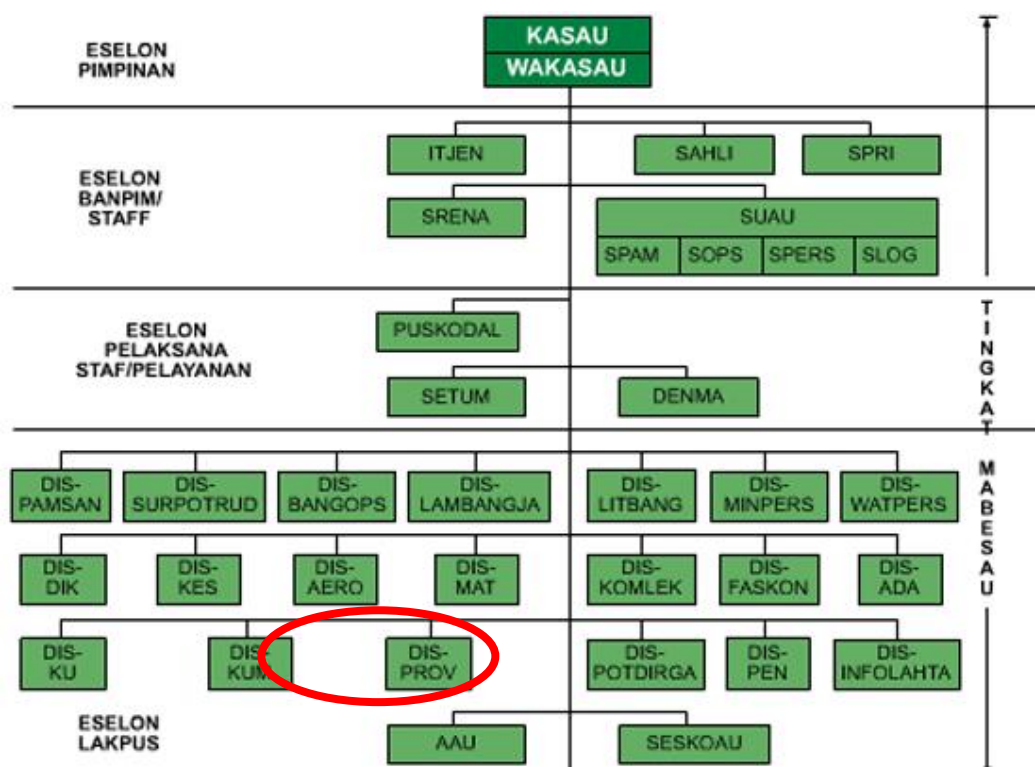 KASAU
WAKASAU
ESELON
PIMPINAN
ITJEN
SAHLI
SPRI
ESELON
BANPIM/
STAFF
SRENA
SUAU
SPAM
SOPS
SPERS
SLOG
PUSKODAL
ESELON
PELAKSANA
STAF/PELAYANAN
SETUM
DENMA
TINGKAT MABESAU
DIS-
PAMSAN
DIS-
SURPOTRUD
DIS-
BANGOPS
DIS-
LAMBANGJA
DIS-
LITBANG
DIS-
MINPERS
DIS-
WATPERS
DIS-
DIK
DIS-
KES
DIS-
AERO
DIS-
MAT
DIS-
KOMLEK
DIS-
FASKON
DIS-
ADA
DIS-
KU
DIS-
KUM
DIS-
PROV
DIS-
POTDIRGA
DIS-
PEN
DIS-
INFOLAHTA
ESELON
LAKPUS
AAU
SESKOAU